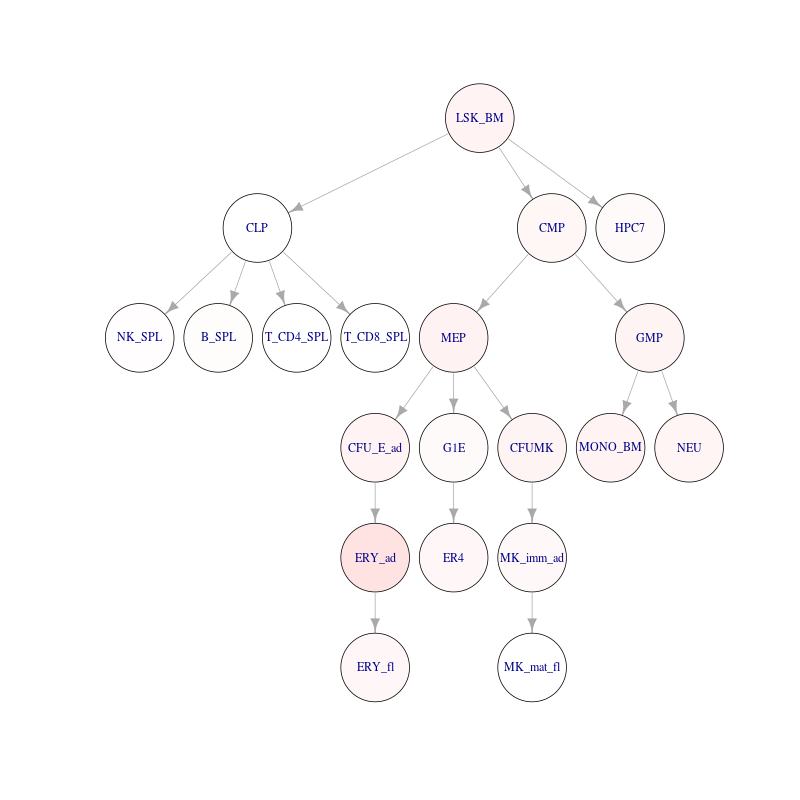 LSK_BM
CLP
CMP
HPC7
NK_SPL
B_SPL
T_CD4_SPL
T_CD8_SPL
MEP
GMP
CFU_E_ad
G1E
CFUMK
MONO_BM
NEU
ERY_ad
ER4
MK_imm_ad
ERY_fl
MK_mat_fl